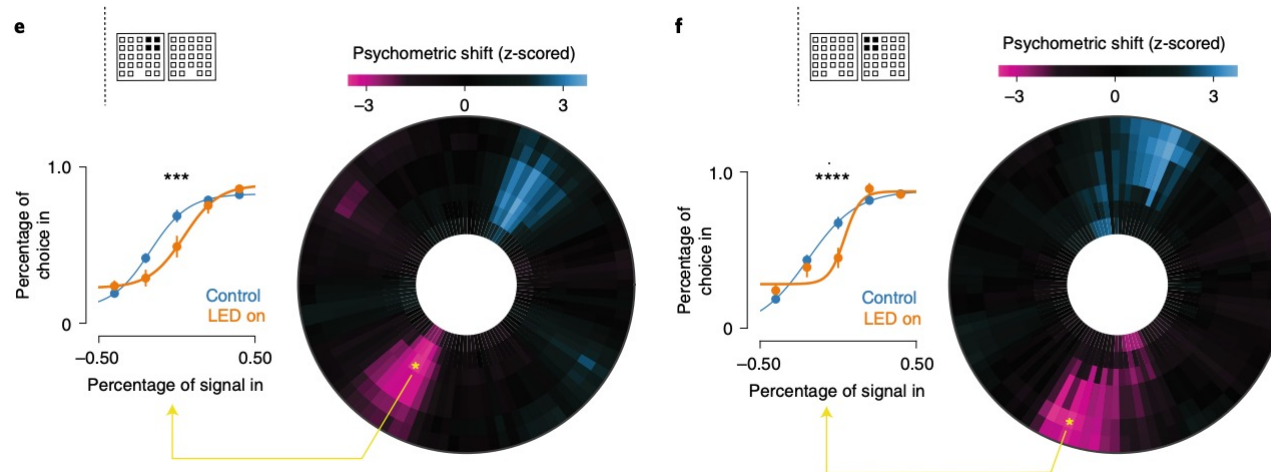 e
Psychometric shift (z-scored)
–3 0 3
1.0
***
Percentage of
choice in
Control
LED on
0
–0.50 0.50
Percentage of signal in
f
Psychometric shift (z-scored)
–3 0 3
1.0
****
Percentage of
choice in
Control
LED on
0
–0.50 0.50
Percentage of signal in